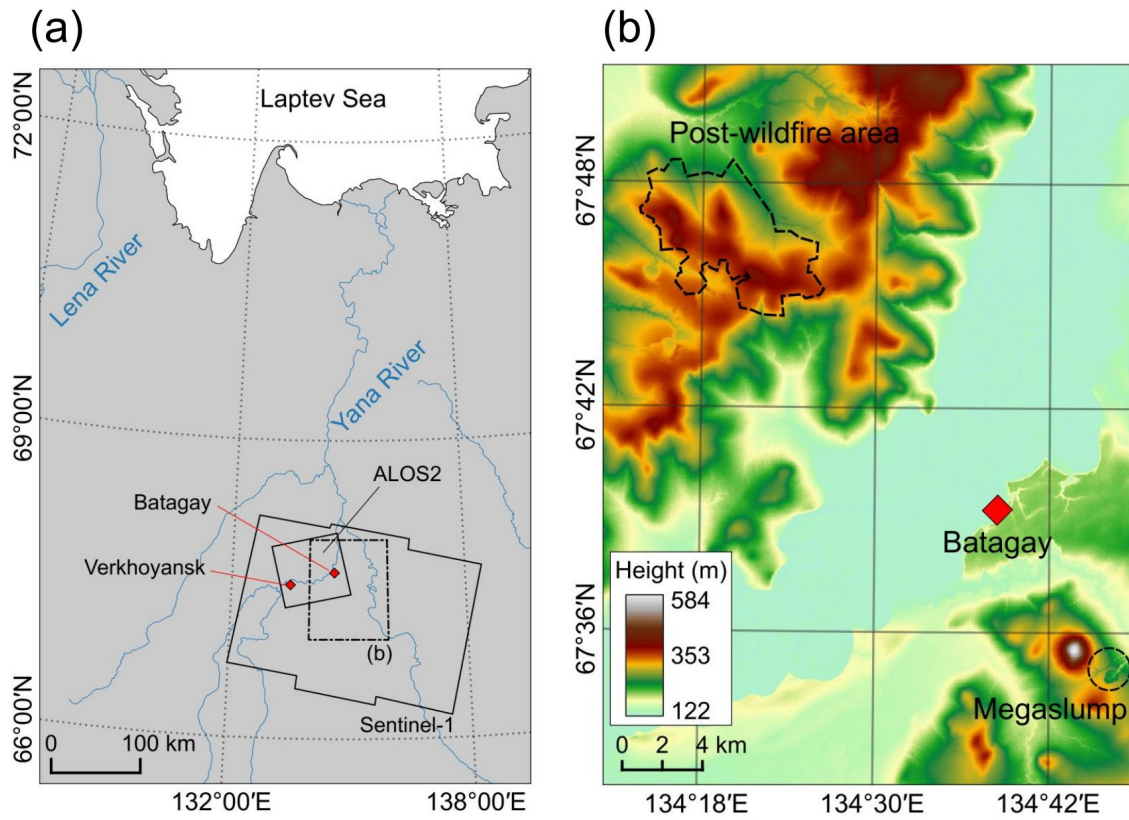 (a)
Laptev Sea
72°00′N
Lena River
Yana River
69°00′N
ALOS2
Batagay
Verkhoyansk
(b)
Sentinel-1
66°00′N
0 100 km
132°00′E 138°00′E
(b)
Post-wildfire area
67°48′N
67°42′N
Batagay
Height (m)
584
353
122
67°36′N
Megaslump
0 2 4 km
134°18′E 134°30′E 134°42′E